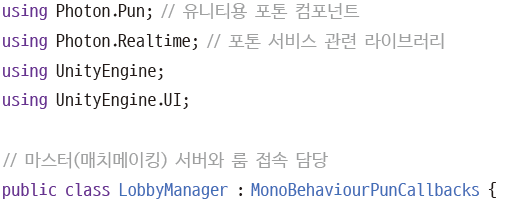 using Photon.Pun; // 유니티용 포톤 컴포넌트
using Photon.Realtime; // 포톤 서비스 관련 라이브러리
using UnityEngine;
using UnityEngine.UI;
// 마스터(매치메이킹) 서버와 룸 접속 담당
public class LobbyManager : MonoBehaviourPunCallbacks {